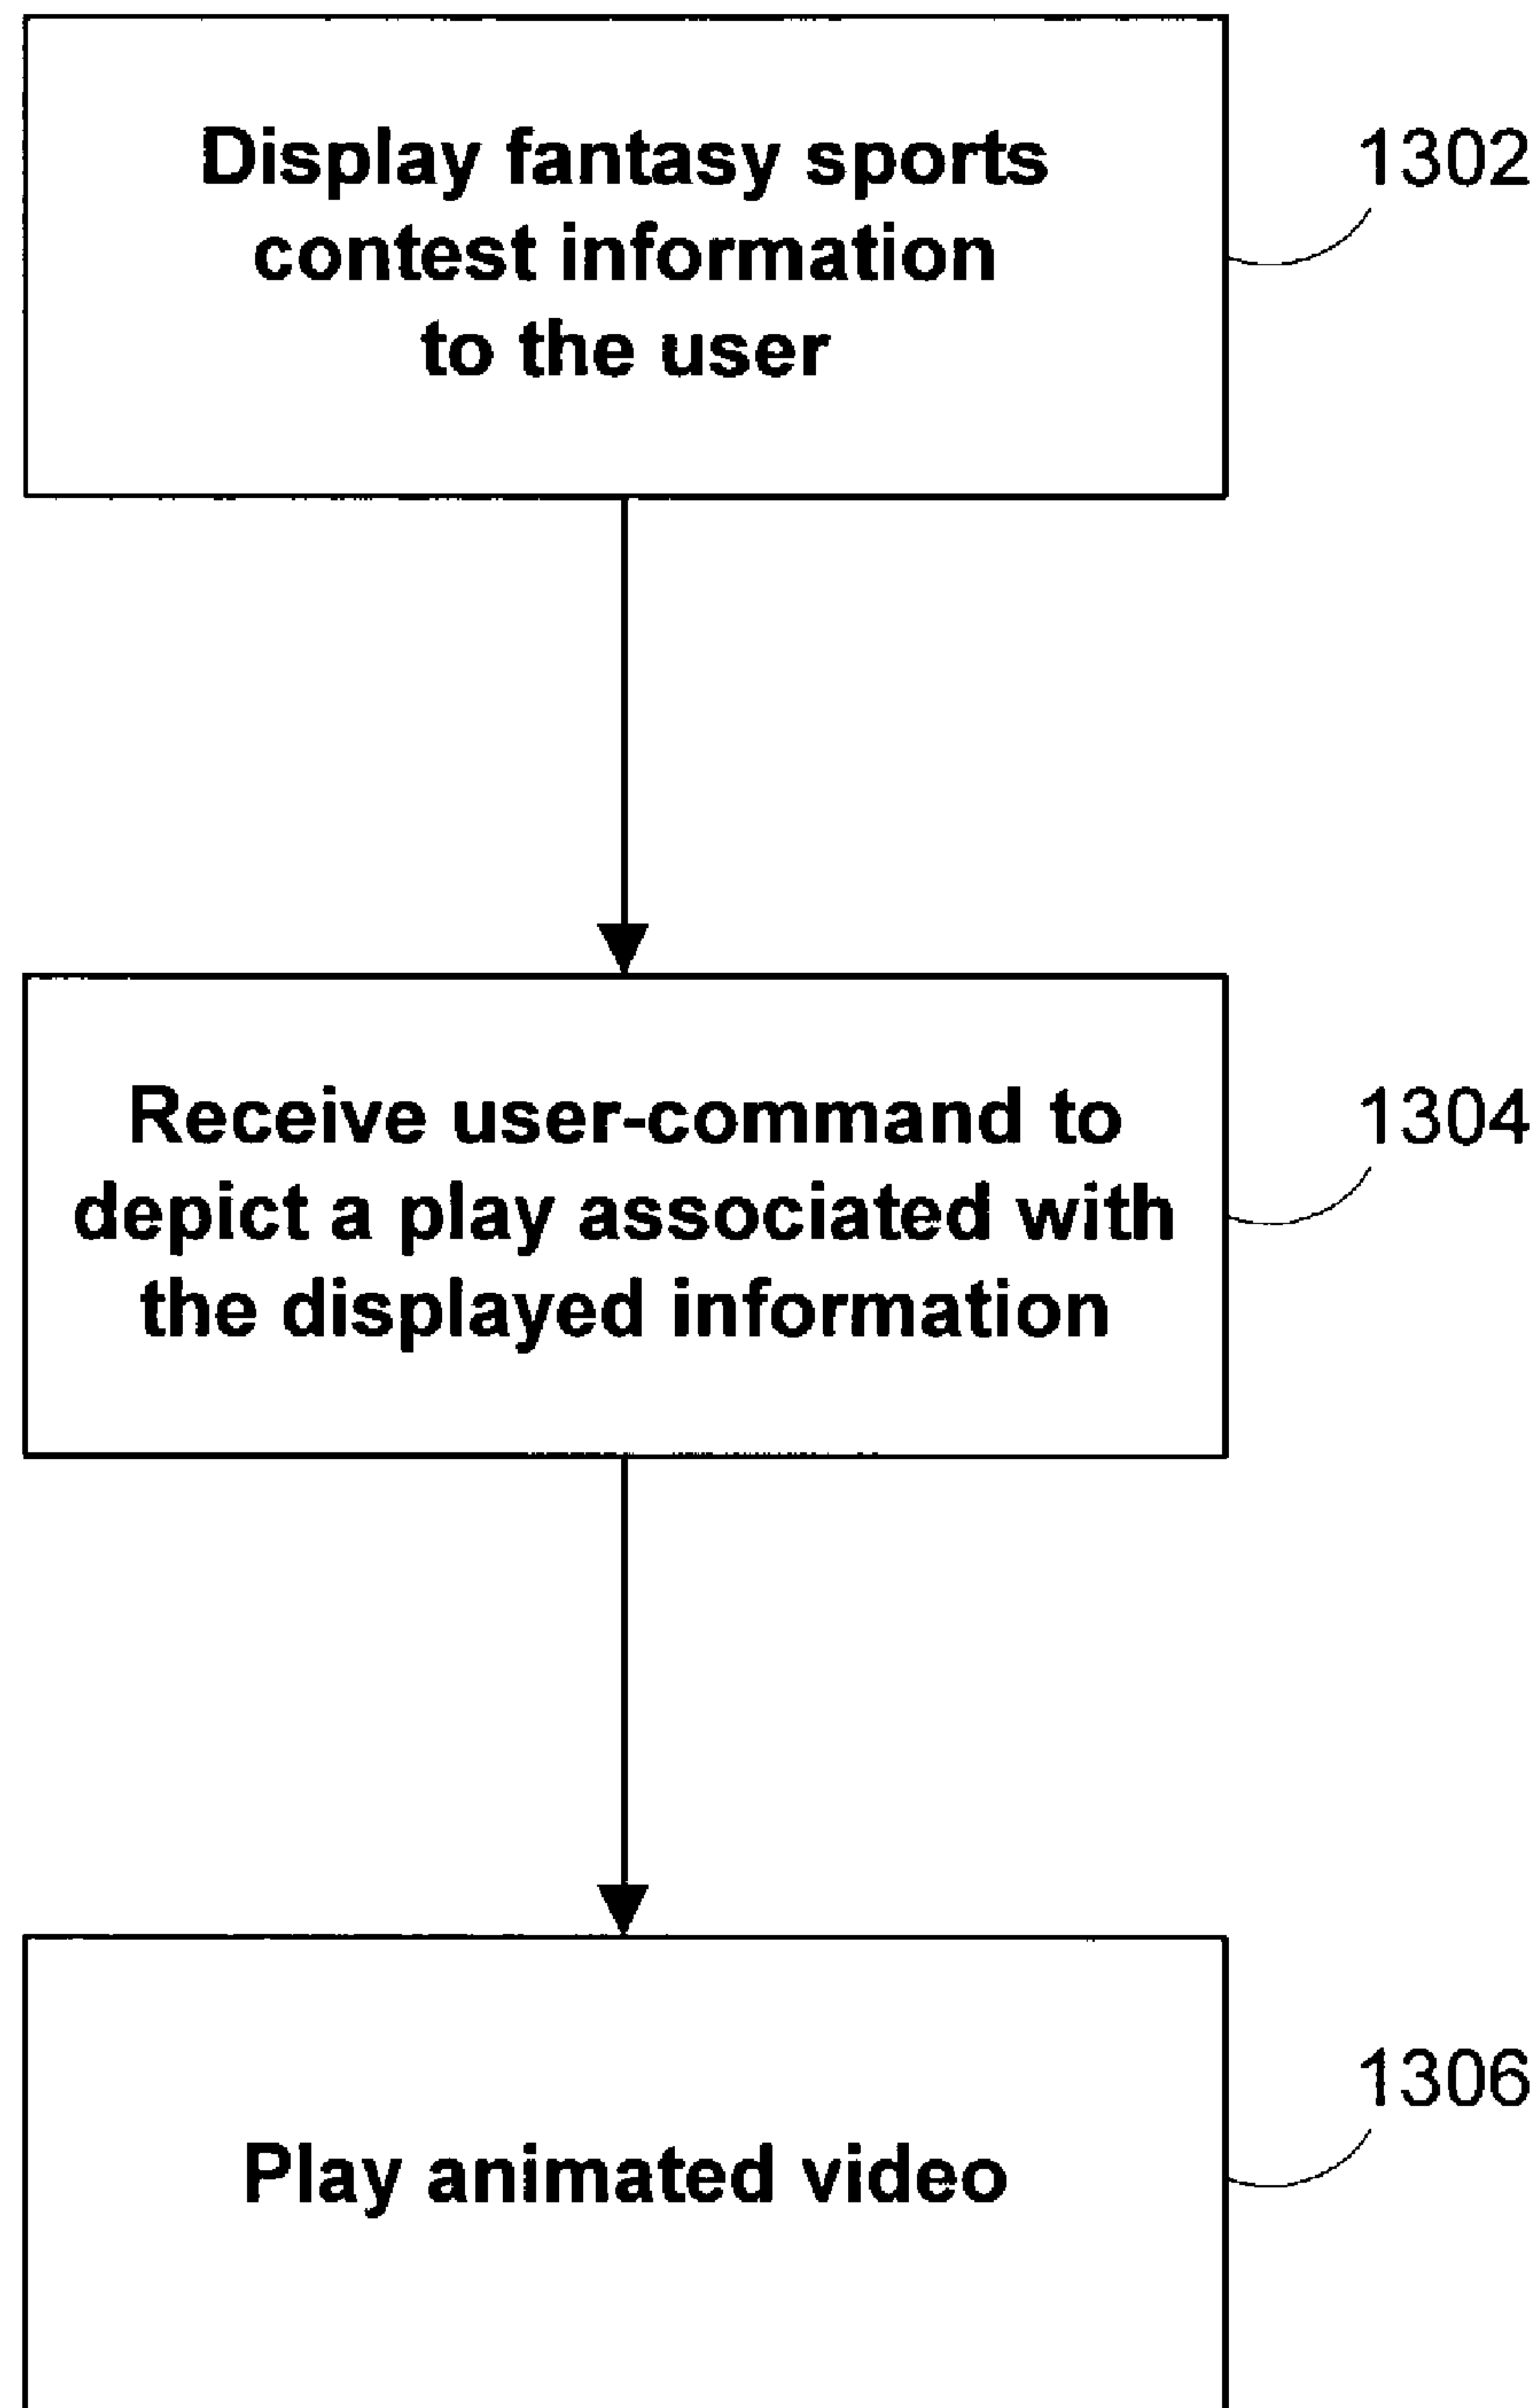 Display fantasy sports
contest information
to the user
1302
Receive user-command to
depict a play associated with
the displayed information
1304
Play animated video
1306